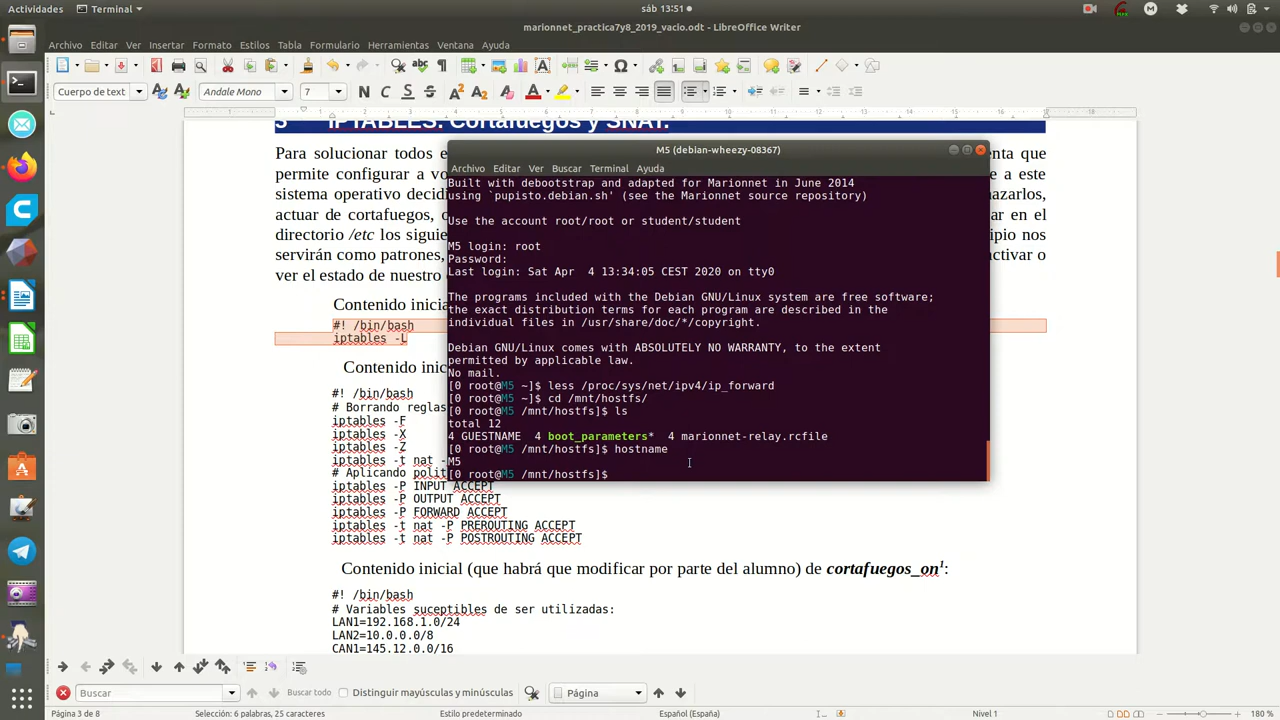 Actividades
Terminal
sáb 13:51
marionnet_practica7y8_2019_vacio.odt - LibreOffice Writer
Archivo Editar Ver Insertar Formato Estilos Tabla Formulario Herramientas Ventana Ayuda
Cuerpo de text Andale Mono 7
3 IPTABLES. Cortafuegos y SNAT.
Para solucionar todos e
enta que
permite configurar a vo
e a este
sistema operativo decidi
nazarlos,
actuar de cortafuegos, o
ar en el
directorio /etc los siguie
ipio nos
servirán como patrones,
activar o
ver el estado de nuestro
Contenido inicia
#! /bin/bash
iptables -L
Contenido inic
#! /bin/bash
# Borrando reglas
iptables -F
iptables -X
iptables -Z
iptables -t nat -
# Aplicando polit
iptables -P INPUT ACCEPT
iptables -P OUTPUT ACCEPT
iptables -P FORWARD ACCEPT
iptables -t nat -P PREROUTING ACCEPT
iptables -t nat -P POSTROUTING ACCEPT
Contenido inicial (que habrá que modificar por parte del alumno) de cortafuegos_on1:
#! /bin/bash
# Variables suceptibles de ser utilizadas:
LAN1=192.168.1.0/24
LAN2=10.0.0.0/8
CAN1=145.12.0.0/16
M5 (debian-wheezy-08367)
Archivo Editar Ver Buscar Terminal Ayuda
Built with debootstrap and adapted for Marionnet in June 2014
using `pupisto.debian.sh' (see the Marionnet source repository)
Use the account root/root or student/student
M5 login: root
Password:
Last login: Sat Apr  4 13:34:05 CEST 2020 on tty0
The programs included with the Debian GNU/Linux system are free software;
the exact distribution terms for each program are described in the
individual files in /usr/share/doc/*/copyright.
Debian GNU/Linux comes with ABSOLUTELY NO WARRANTY, to the extent
permitted by applicable law.
No mail.
[0 root@M5 ~]$ less /proc/sys/net/ipv4/ip_forward
[0 root@M5 ~]$ cd /mnt/hostfs/
[0 root@M5 /mnt/hostfs]$ ls
total 12
4 GUESTNAME  4 boot_parameters*  4 marionnet-relay.rcfile
[0 root@M5 /mnt/hostfs]$ hostname
M5
[0 root@M5 /mnt/hostfs]$
Buscar
Buscar todo
Distinguir mayúsculas y minúsculas
Página
Página 3 de 8
Selección: 6 palabras, 25 caracteres
Estilo predeterminado
Español (España)
Nivel 1
180 %